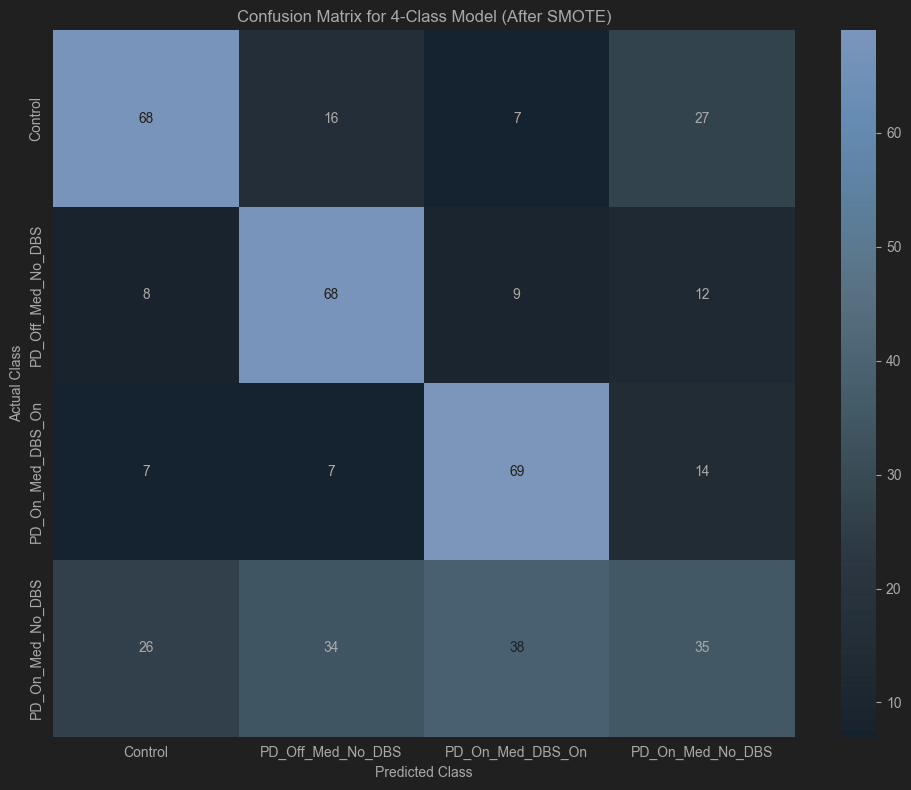 Confusion Matrix for 4-Class Model (After SMOTE)
Actual Class
Control
68 16 7 27
PD_Off_Med_No_DBS
8 68 9 12
PD_On_Med_DBS_On
7 7 69 14
PD_On_Med_No_DBS
26 34 38 35
Control PD_Off_Med_No_DBS PD_On_Med_DBS_On PD_On_Med_No_DBS
Predicted Class
60
50
40
30
20
10